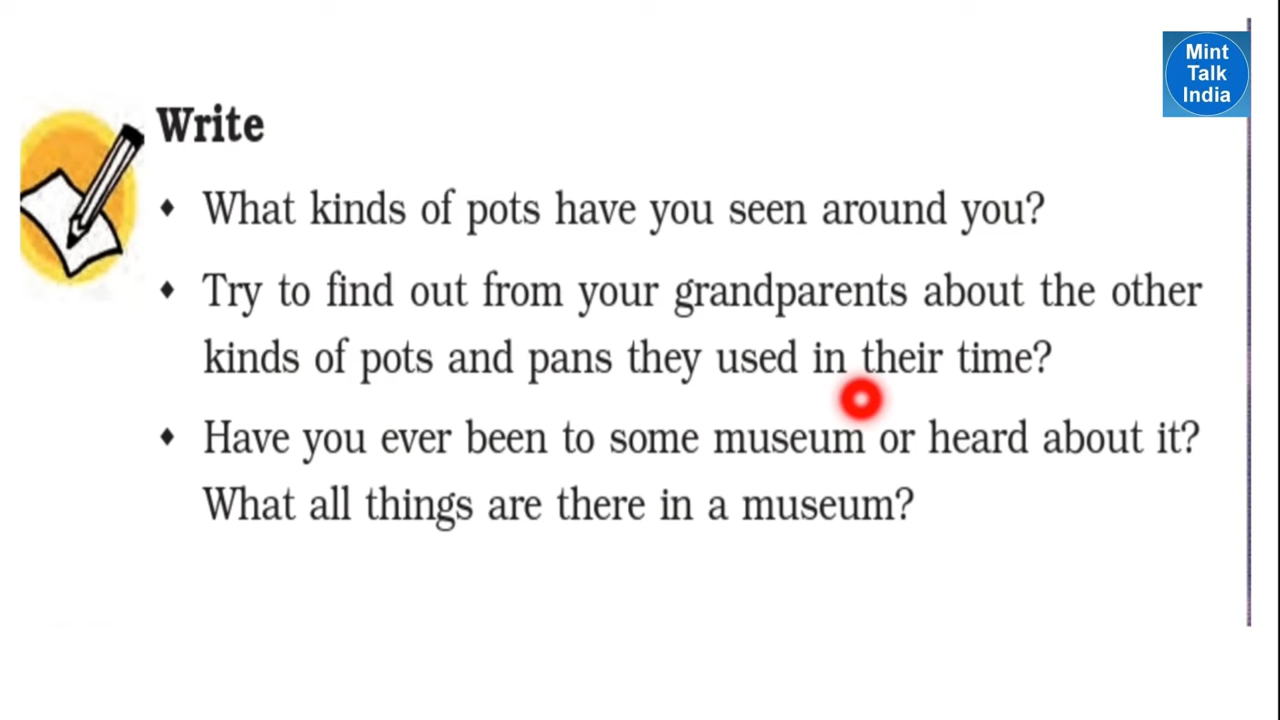 Mint
Talk
India
Write
♦ What kinds of pots have you seen around you?
♦ Try to find out from your grandparents about the other
kinds of pots and pans they used in their time?
♦ Have you ever been to some museum or heard about it?
What all things are there in a museum?